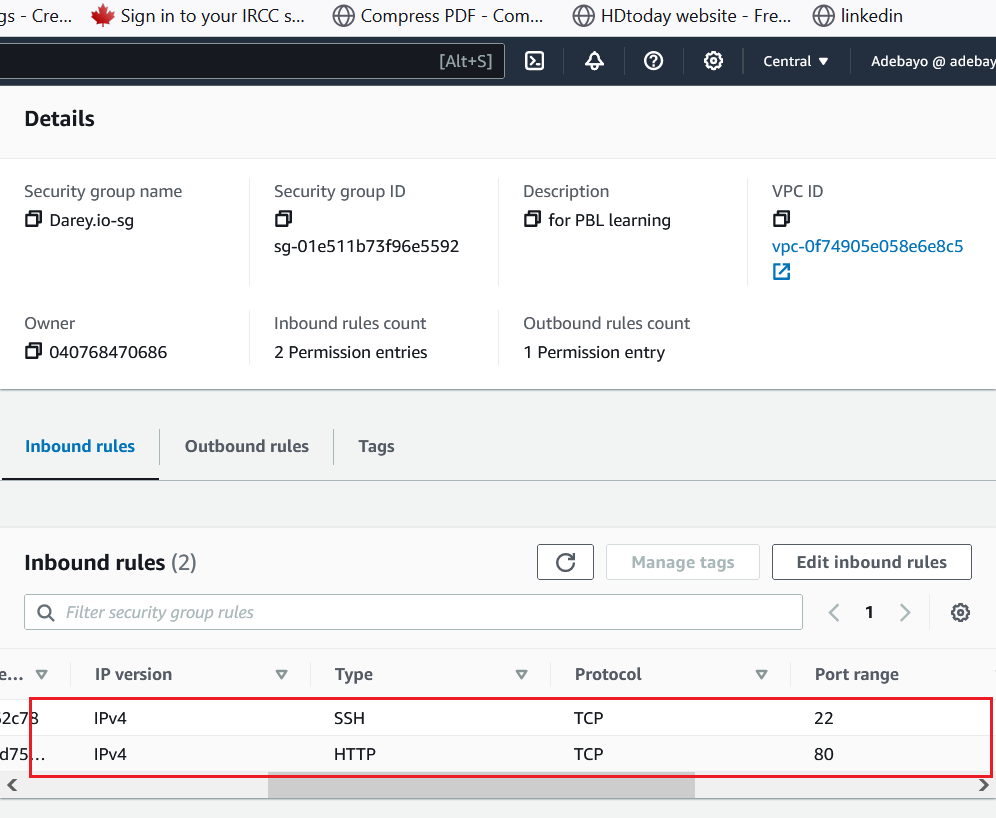 gs - Cre... Sign in to your IRCC s... Compress PDF - Com... HDtoday website - Fre... linkedin
[Alt+S] Central ▼ Adebayo @ adebay
Details
Security group name Security group ID Description VPC ID
Darey.io-sg for PBL learning
sg-01e511b73f96e5592 vpc-0f74905e058e6e8c5
Owner Inbound rules count Outbound rules count
040768470686 2 Permission entries 1 Permission entry
Inbound rules Outbound rules Tags
Inbound rules (2) Manage tags Edit inbound rules
Filter security group rules 1
e... IP version Type Protocol Port range
52c78 IPv4 SSH TCP 22
d75... IPv4 HTTP TCP 80